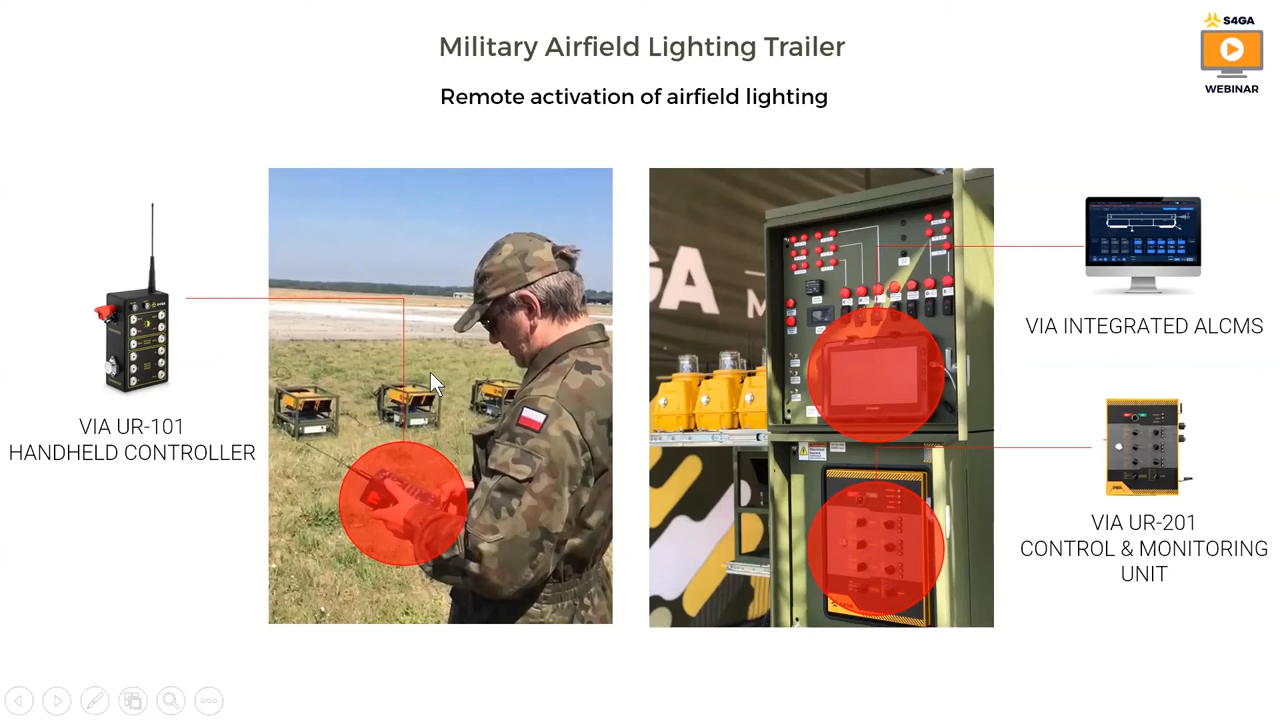 Military Airfield Lighting Trailer
Remote activation of airfield lighting
S4GA
WEBINAR
VIA UR-101
HANDHELD CONTROLLER
VIA INTEGRATED ALCMS
VIA UR-201
CONTROL & MONITORING
UNIT